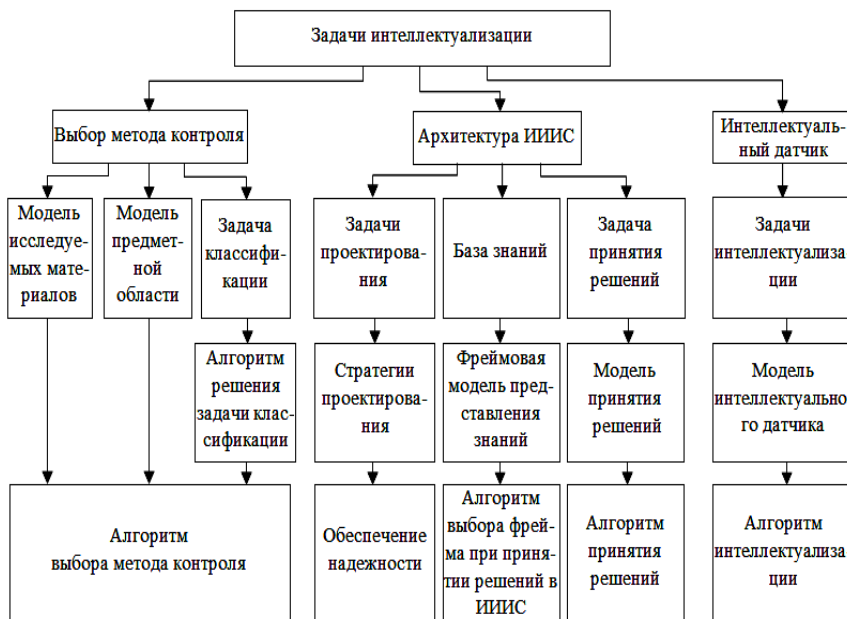 Задачи интеллектуализации
Выбор метода контроля
Архитектура ИИИС
Интеллектуаль-
ный датчик
Модель
исследуе-
мых мате-
риалов
Модель
предмет-
ной
области
Задача
классифи-
кации
Задачи
проектирова-
ния
База знаний
Задача
принятия
решений
Задачи
интеллектуализа
ции
Алгоритм
решения
задачи клас-
сификации
Стратегии
проектирова-
ния
Фреймовая
модель пред-
ставления
знаний
Модель
принятия
решений
Модель
интеллектуально-
го датчика
Алгоритм
выбора метода контроля
Обеспечение
надежности
Алгоритм
выбора фрей-
ма при приня-
тии решений в
ИИИС
Алгоритм
принятия
решений
Алгоритм
интеллектуализа
ции